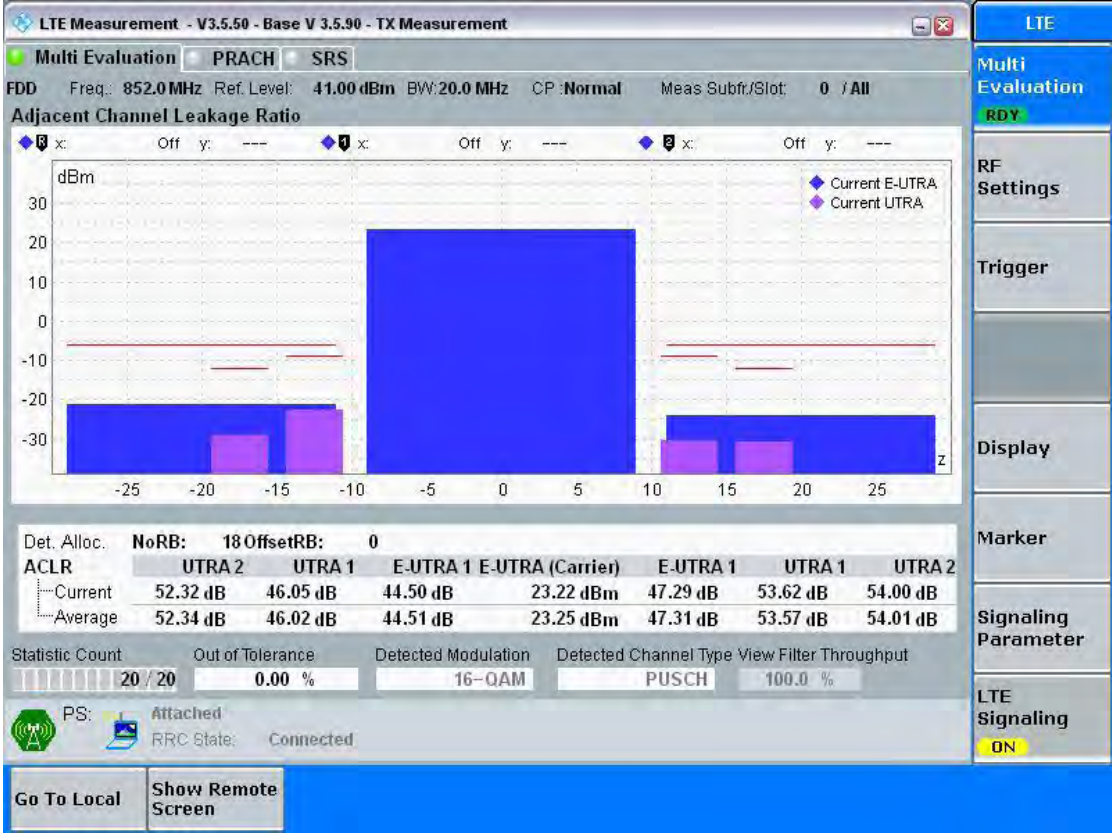 LTE Measurement - V3.5.50 - Base V 3.5.90 - TX Measurement
LTE
Multi Evaluation PRACH SRS
FDD Freq.: 852.0 MHz Ref. Level: 41.00 dBm BW: 20.0 MHz CP : Normal Meas Subfr./Slot: 0 / All
Adjacent Channel Leakage Ratio
R x: Off y: --- 1 x: Off y: --- 2 x: Off y: ---
dBm
Current E-UTRA
Current UTRA
30
20
10
0
-10
-20
-30
z
-25 -20 -15 -10 -5 0 5 10 15 20 25
Det. Alloc. NoRB: 18 OffsetRB: 0
ACLR UTRA 2 UTRA 1 E-UTRA 1 E-UTRA (Carrier) E-UTRA 1 UTRA 1 UTRA 2
Current 52.32 dB 46.05 dB 44.50 dB 23.22 dBm 47.29 dB 53.62 dB 54.00 dB
Average 52.34 dB 46.02 dB 44.51 dB 23.25 dBm 47.31 dB 53.57 dB 54.01 dB
Statistic Count Out of Tolerance Detected Modulation Detected Channel Type View Filter Throughput
20 / 20 0.00 % 16-QAM PUSCH 100.0 %
PS: Attached
RRC State: Connected
Multi
Evaluation
RDY
RF
Settings
Trigger
Display
Marker
Signaling
Parameter
LTE
Signaling
ON
Go To Local
Show Remote
Screen